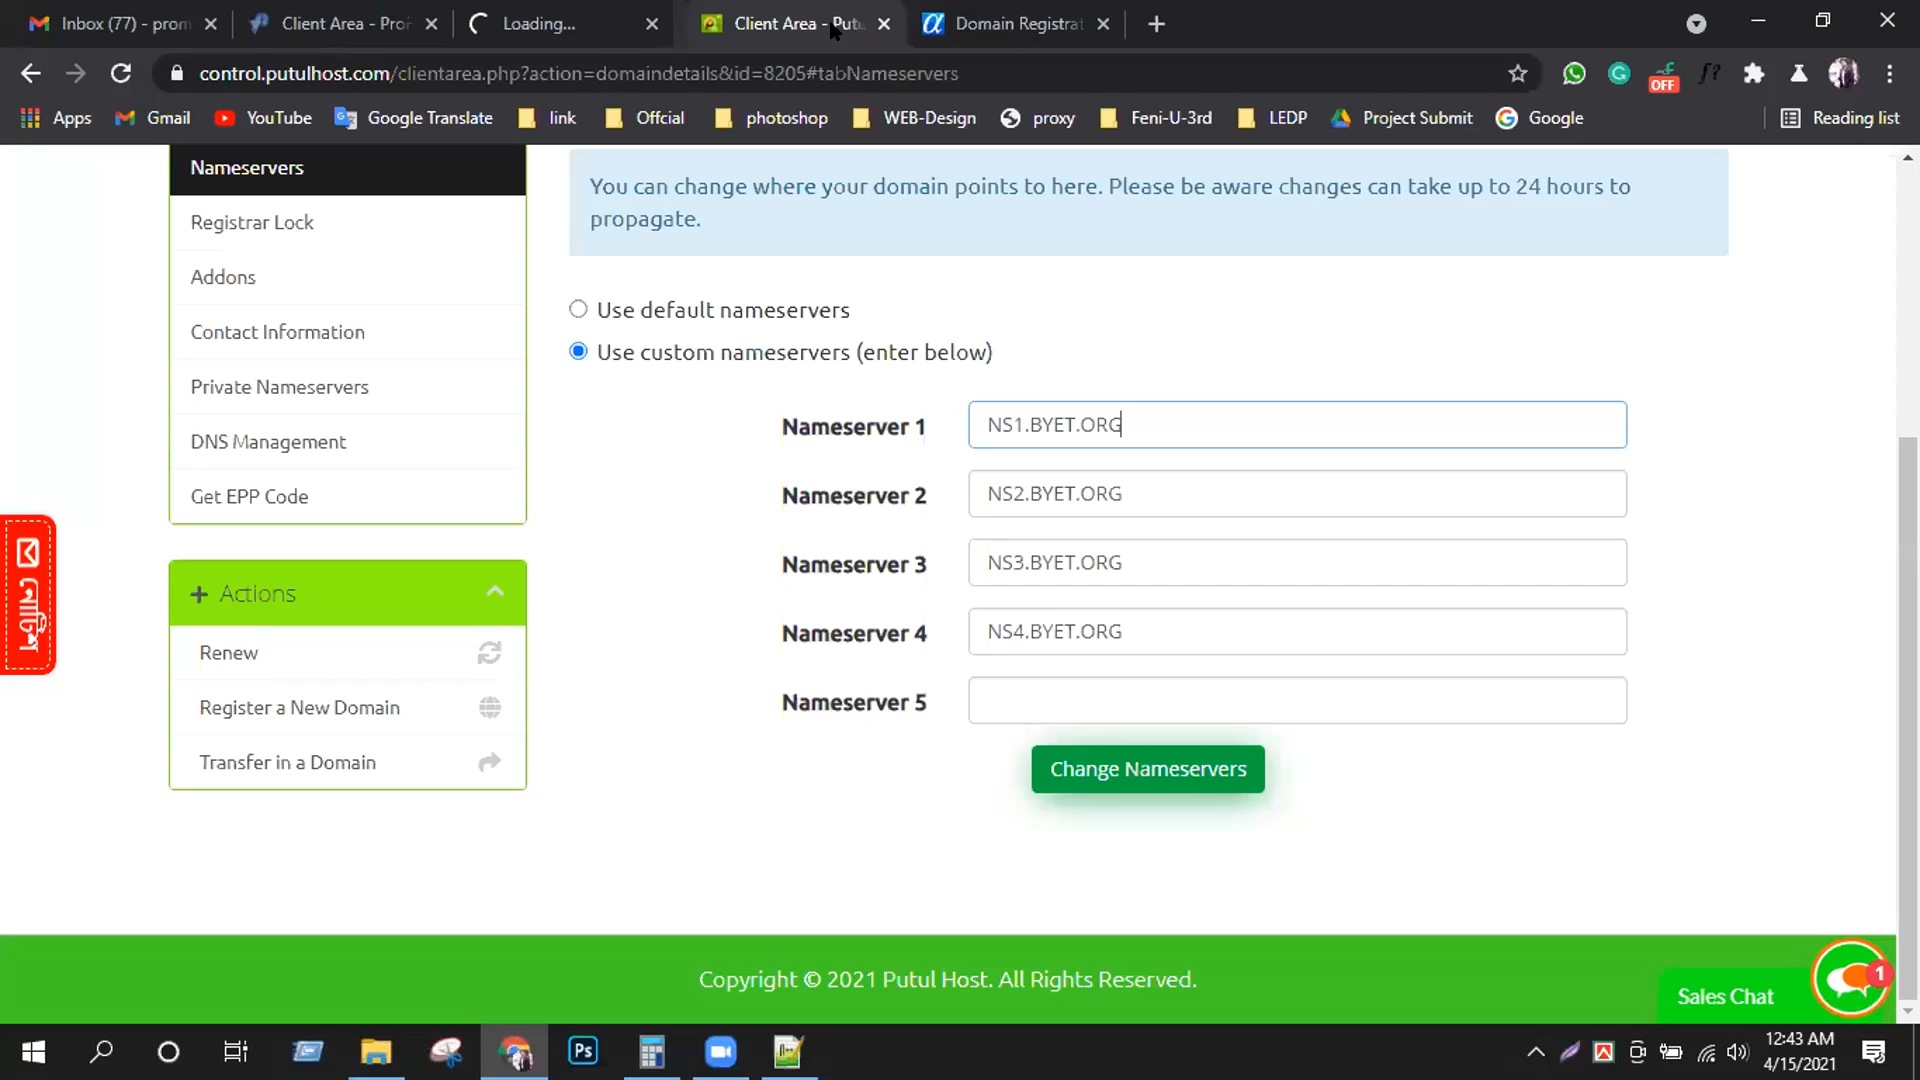 Inbox (77) - prom
Client Area - Pro
Loading...
Client Area - Put
Domain Registrat
control.putulhost.com/clientarea.php?action=domaindetails&id=8205#tabNameservers
OFF
f?
Apps
Gmail
YouTube
Google Translate
link
Offcial
photoshop
WEB-Design
proxy
Feni-U-3rd
LEDP
Project Submit
Google
Reading list
Nameservers
Registrar Lock
Addons
Contact Information
Private Nameservers
DNS Management
Get EPP Code
Actions
Renew
Register a New Domain
Transfer in a Domain
নোটিশ
You can change where your domain points to here. Please be aware changes can take up to 24 hours to
propagate.
Use default nameservers
Use custom nameservers (enter below)
Nameserver 1 NS1.BYET.ORG
Nameserver 2 NS2.BYET.ORG
Nameserver 3 NS3.BYET.ORG
Nameserver 4 NS4.BYET.ORG
Nameserver 5
Change Nameservers
Copyright © 2021 Putul Host. All Rights Reserved.
Sales Chat
1
Ps
12:43 AM
4/15/2021